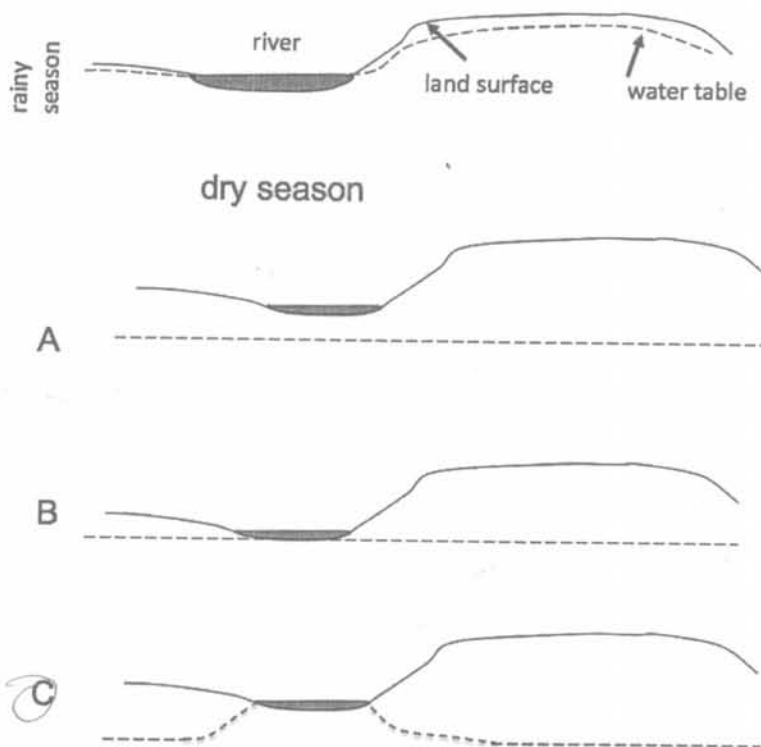 rainy
season
river
land surface
water table
dry season
A
B
C